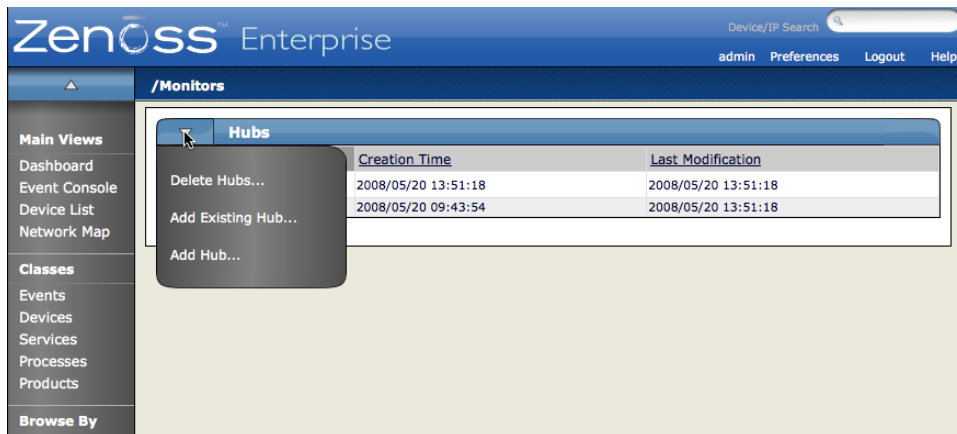 Zenoss™ Enterprise
Device/IP Search
admin Preferences Logout Help
/Monitors
Main Views
Dashboard
Event Console
Device List
Network Map
Classes
Events
Devices
Services
Processes
Products
Browse By
Hubs
Delete Hubs...
Add Existing Hub...
Add Hub...
Creation Time Last Modification
2008/05/20 13:51:18 2008/05/20 13:51:18
2008/05/20 09:43:54 2008/05/20 13:51:18